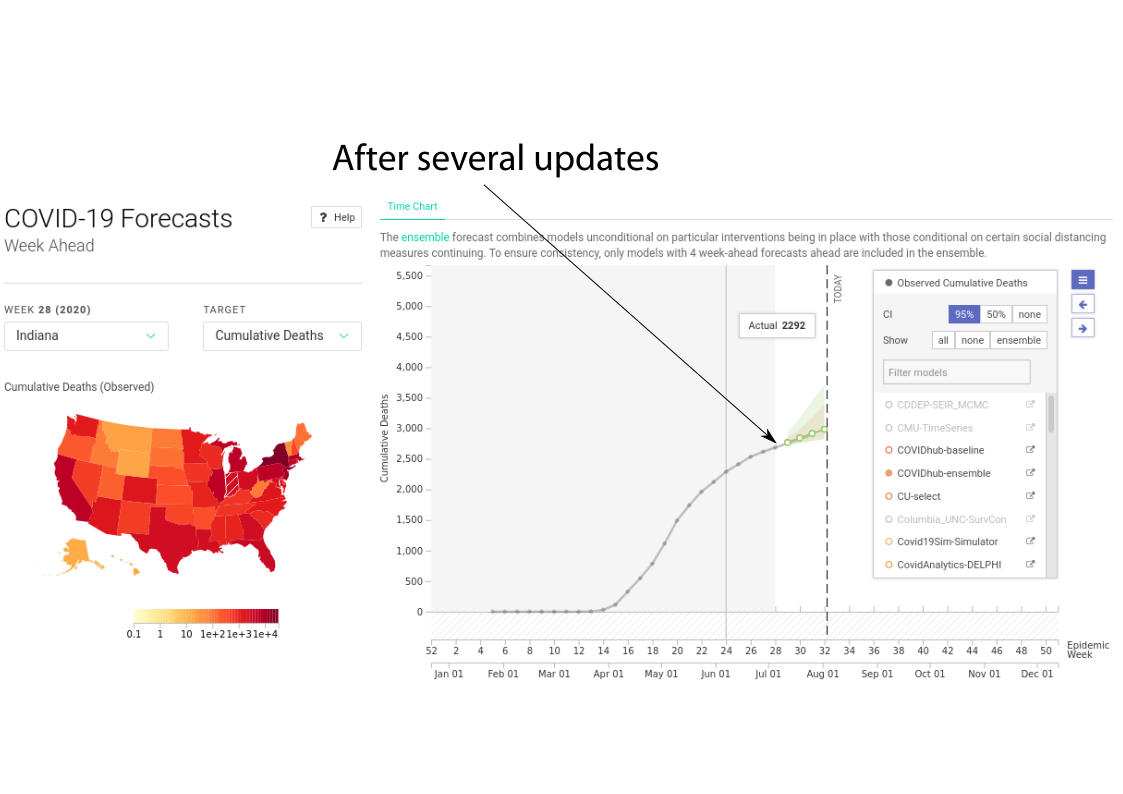 After several updates
COVID-19 Forecasts
? Help
Week Ahead
WEEK 28 (2020)
TARGET
Indiana
Cumulative Deaths
Cumulative Deaths (Observed)
0.1 1 10 1e+2 1e+3 1e+4
Time Chart
The ensemble forecast combines models unconditional on particular interventions being in place with those conditional on certain social distancing
measures continuing. To ensure consistency, only models with 4 week-ahead forecasts ahead are included in the ensemble.
Cumulative Deaths
5,500
5,000
4,500
4,000
3,500
3,000
2,500
2,000
1,500
1,000
500
0
Actual 2292
TODAY
52 2 4 6 8 10 12 14 16 18 20 22 24 26 28 30 32 34 36 38 40 42 44 46 48 50
Epidemic
Week
Jan 01 Feb 01 Mar 01 Apr 01 May 01 Jun 01 Jul 01 Aug 01 Sep 01 Oct 01 Nov 01 Dec 01
Observed Cumulative Deaths
CI 95% 50% none
Show all none ensemble
Filter models
CDDEP-SEIR_MCMC
CMU-TimeSeries
COVIDhub-baseline
COVIDhub-ensemble
CU-select
Columbia_UNC-SurvCon
Covid19Sim-Simulator
CovidAnalytics-DELPHI